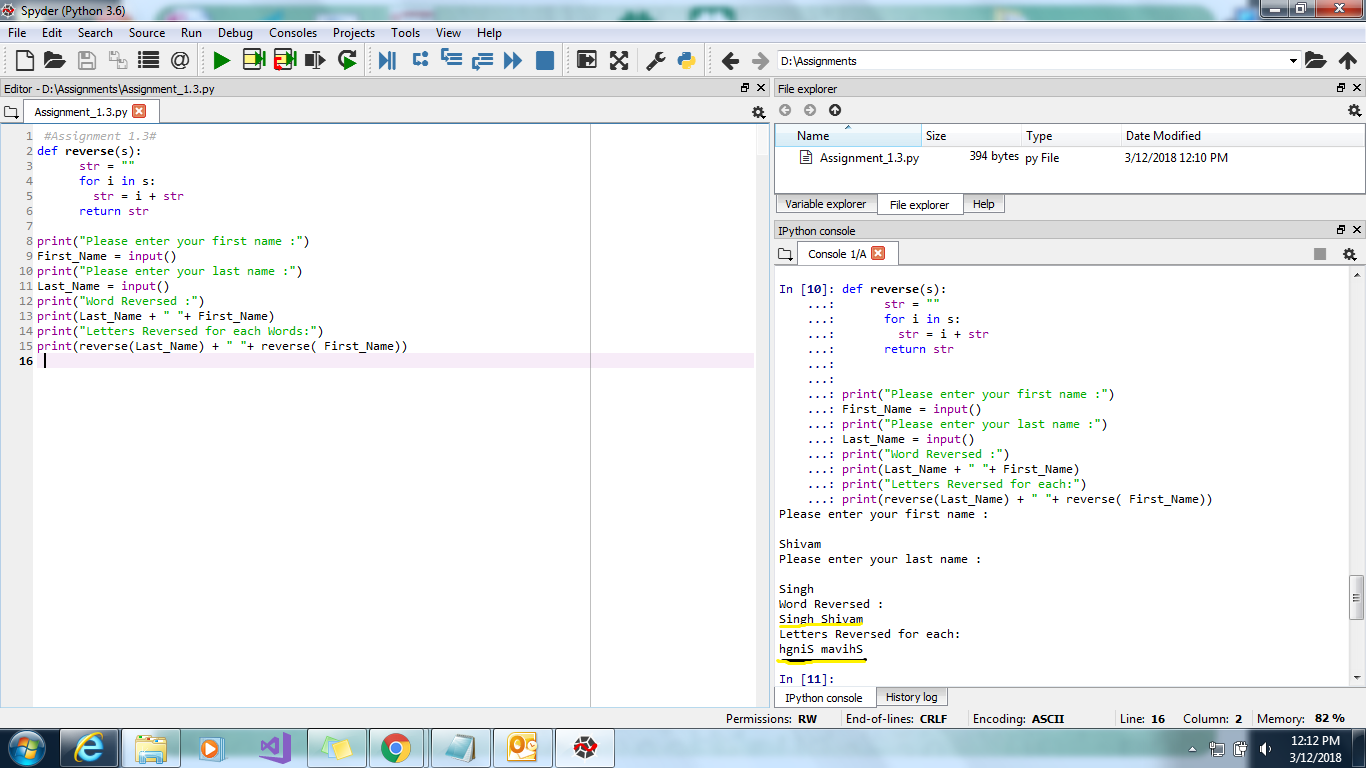 Spyder (Python 3.6)
File Edit Search Source Run Debug Consoles Projects Tools View Help
D:\Assignments
Editor - D:\Assignments\Assignment_1.3.py
Assignment_1.3.py
1 #Assignment 1.3#
2 def reverse(s):
3 str = ""
4 for i in s:
5 str = i + str
6 return str
7
8 print("Please enter your first name :")
9 First_Name = input()
10 print("Please enter your last name :")
11 Last_Name = input()
12 print("Word Reversed :")
13 print(Last_Name + " "+ First_Name)
14 print("Letters Reversed for each Words:")
15 print(reverse(Last_Name) + " "+ reverse( First_Name))
16
File explorer
Name Size Type Date Modified
Assignment_1.3.py 394 bytes py File 3/12/2018 12:10 PM
Variable explorer File explorer Help
IPython console
Console 1/A
In [10]: def reverse(s):
...: str = ""
...: for i in s:
...: str = i + str
...: return str
...:
...:
...: print("Please enter your first name :")
...: First_Name = input()
...: print("Please enter your last name :")
...: Last_Name = input()
...: print("Word Reversed :")
...: print(Last_Name + " "+ First_Name)
...: print("Letters Reversed for each:")
...: print(reverse(Last_Name) + " "+ reverse( First_Name))
Please enter your first name :
Shivam
Please enter your last name :
Singh
Word Reversed :
Singh Shivam
Letters Reversed for each:
hgniS mavihS
In [11]:
IPython console History log
Permissions: RW End-of-lines: CRLF Encoding: ASCII Line: 16 Column: 2 Memory: 82 %
12:12 PM
3/12/2018